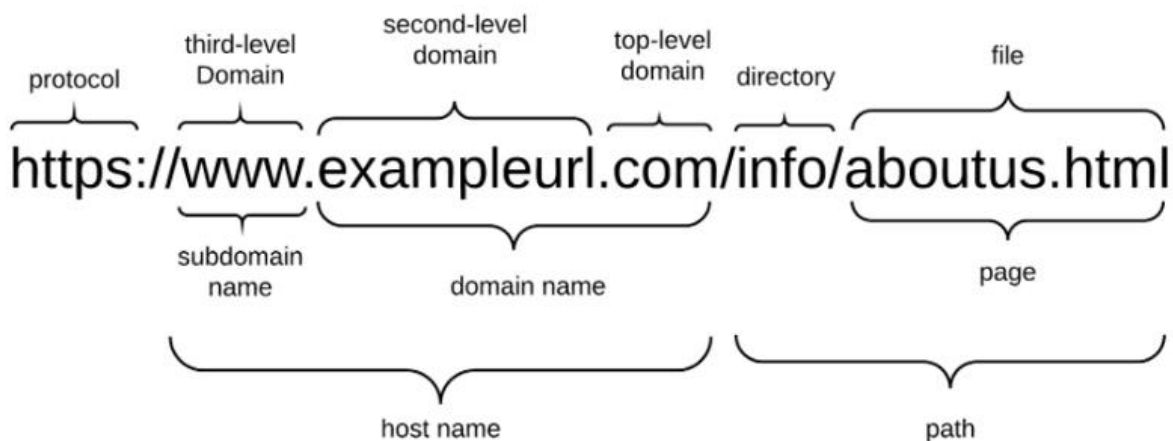 second-level
domain
third-level
Domain
top-level
domain
protocol
directory
file
https://www.exampleurl.com/info/aboutus.html
subdomain
name
domain name
page
host name
path